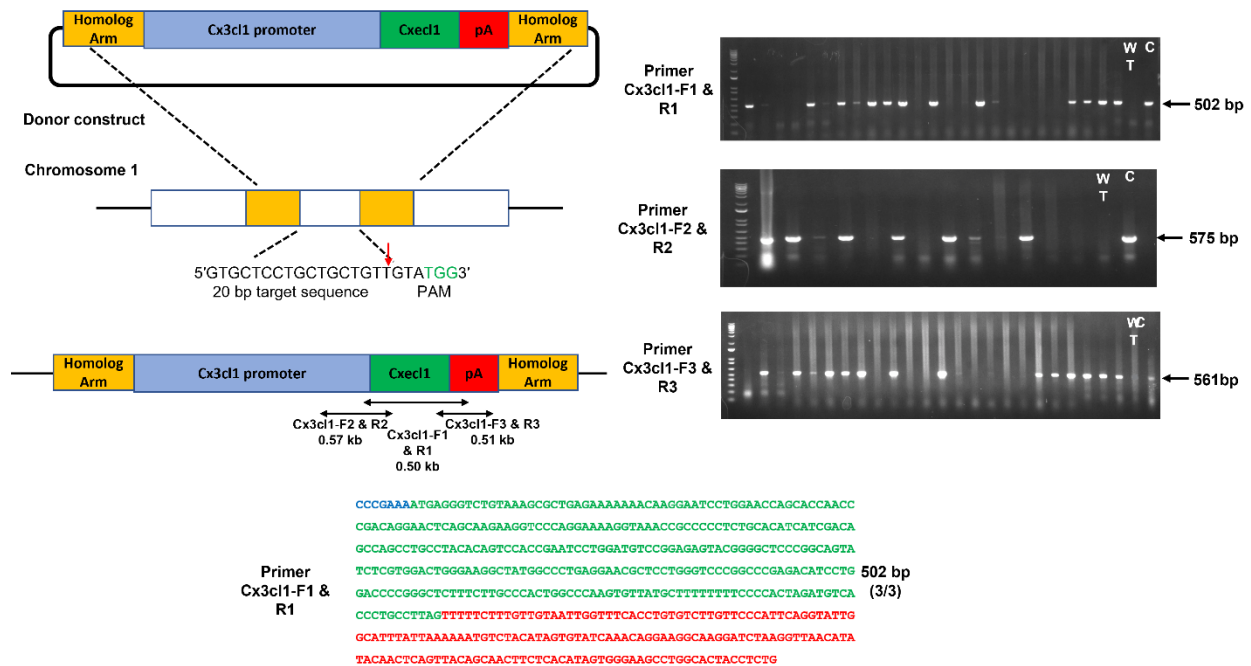 Homolog
Arm
Cx3cl1 promoter
Cxecl1
pA
Homolog
Arm
Donor construct
Chromosome 1
5'GTGCTCCTGCTGCTGTTGTATGG3'
20 bp target sequence
PAM
Homolog
Arm
Cx3cl1 promoter
Cxecl1
pA
Homolog
Arm
Cx3cl1-F2 & R2
0.57 kb
Cx3cl1-F1
& R1
0.50 kb
Cx3cl1-F3 & R3
0.51 kb
Primer
Cx3cl1-F1 &
R1
W
T
C
502 bp
Primer
Cx3cl1-F2 &
R2
W
T
C
575 bp
Primer
Cx3cl1-F3 &
R3
W
T
C
561bp
Primer
Cx3cl1-F1 &
R1
CCCGAAAATGAGGGTCTGTAAAGCGCTGAGAAAAAAACAAGGAATCCTGGAACCAGCACCAACC
CGACAGGAACTCAGCAAGAAGGTCCCAGGAAAAGGTAAACCGCCCCCTCTGCACATCATCGACA
GCCAGCCTGCCTACACAGTCCACCGAATCCTGGATGTCCGGAGAGTACGGGGCTCCCGGCAGTA
TCTCGTGGACTGGGAAGGCTATGGCCCTGAGGAACGCTCCTGGGTCCCGGCCCGAGACATCCTG
GACCCCGGGCTCTTTCTTGCCCACTGGCCCAAGTGTTATGCTTTTTTTTTCCCCACTAGATGTCA
CCCTGCCTTAGTTTTTCTTTGTTGTAATTGGTTTCACCTGTGTCTTGTTCCCATTCAGGTATTG
GCATTTATTAAAAAATGTCTACATAGTGTATCAAACAGGAAGGCAAGGATCTAAGGTTAACATA
TACAACTCAGTTACAGCAACTTCTCACATAGTGGGAAGCCTGGCACTACCTCTG
502 bp
(3/3)